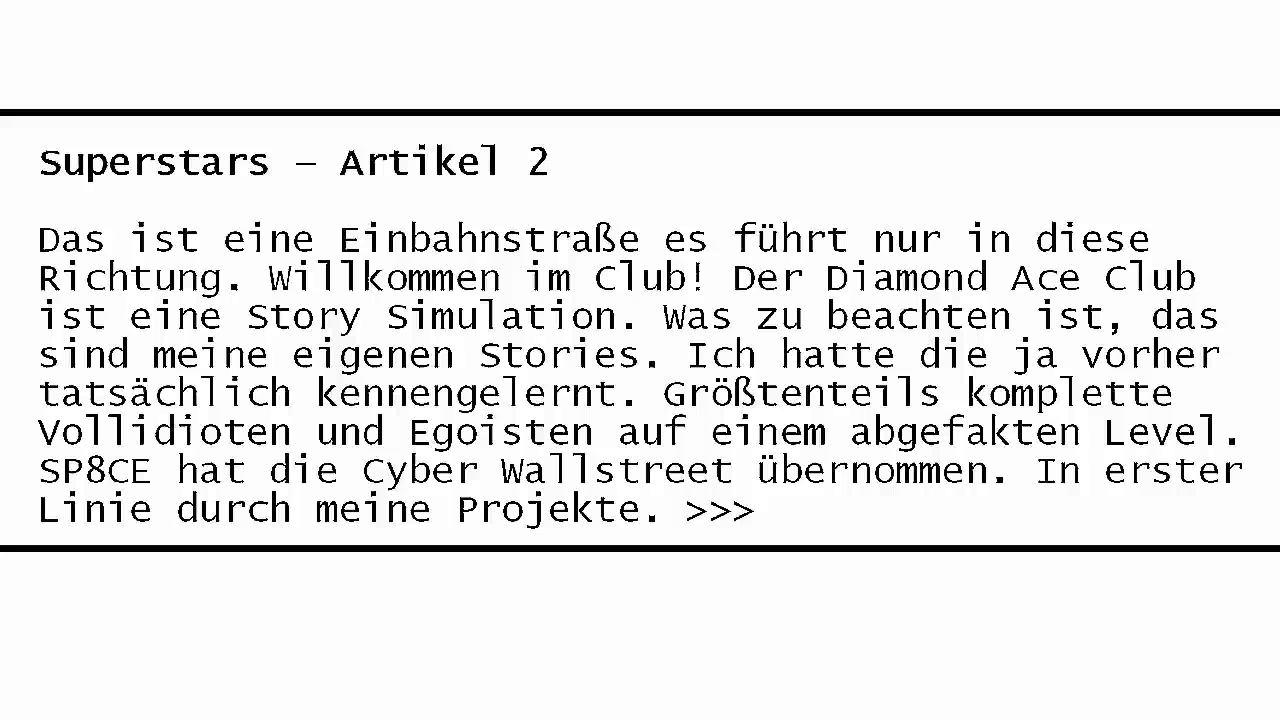 Superstars – Artikel 2
Das ist eine Einbahnstraße es führt nur in diese
Richtung. Willkommen im Club! Der Diamond Ace Club
ist eine Story Simulation. Was zu beachten ist, das
sind meine eigenen Stories. Ich hatte die ja vorher
tatsächlich kennengelernt. Größtenteils komplette
Vollidioten und Egoisten auf einem abgefakten Level.
SP8CE hat die Cyber Wallstreet übernommen. In erster
Linie durch meine Projekte. >>>